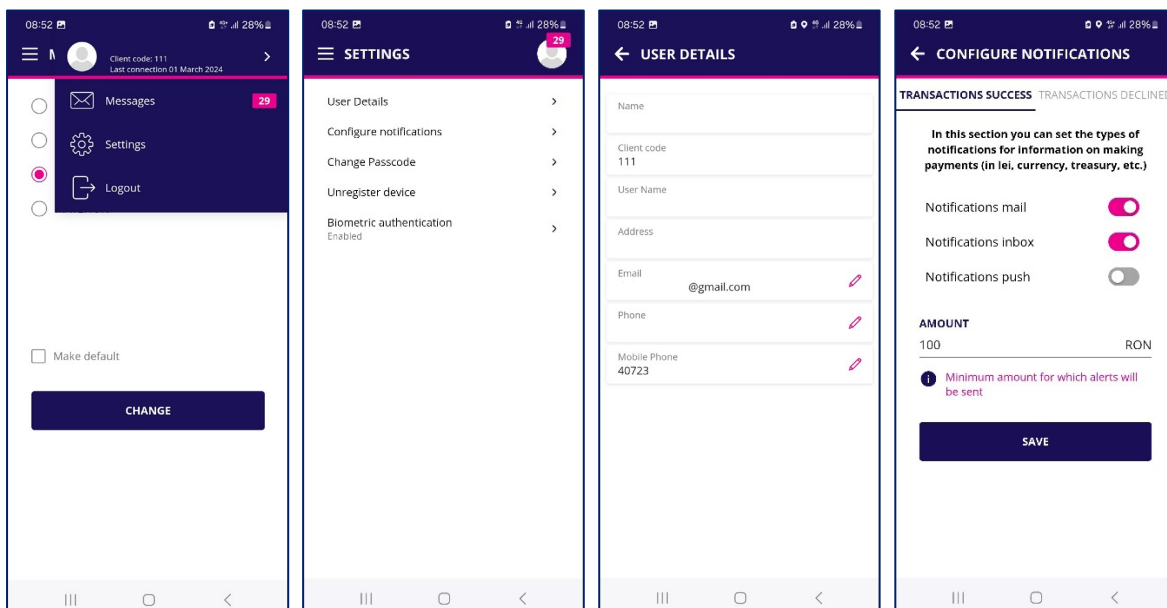 08:52
28%
M
Client code: 111
Last connection 01 March 2024
Messages
29
Settings
Logout
Make default
CHANGE
08:52
28%
SETTINGS
29
User Details
Configure notifications
Change Passcode
Unregister device
Biometric authentication
Enabled
08:52
28%
USER DETAILS
Name
Client code
111
User Name
Address
Email
@gmail.com
Phone
Mobile Phone
40723
08:52
28%
CONFIGURE NOTIFICATIONS
TRANSACTIONS SUCCESS TRANSACTIONS DECLINED
In this section you can set the types of
notifications for information on making
payments (in lei, currency, treasury, etc.)
Notifications mail
Notifications inbox
Notifications push
AMOUNT
100 RON
Minimum amount for which alerts will
be sent
SAVE